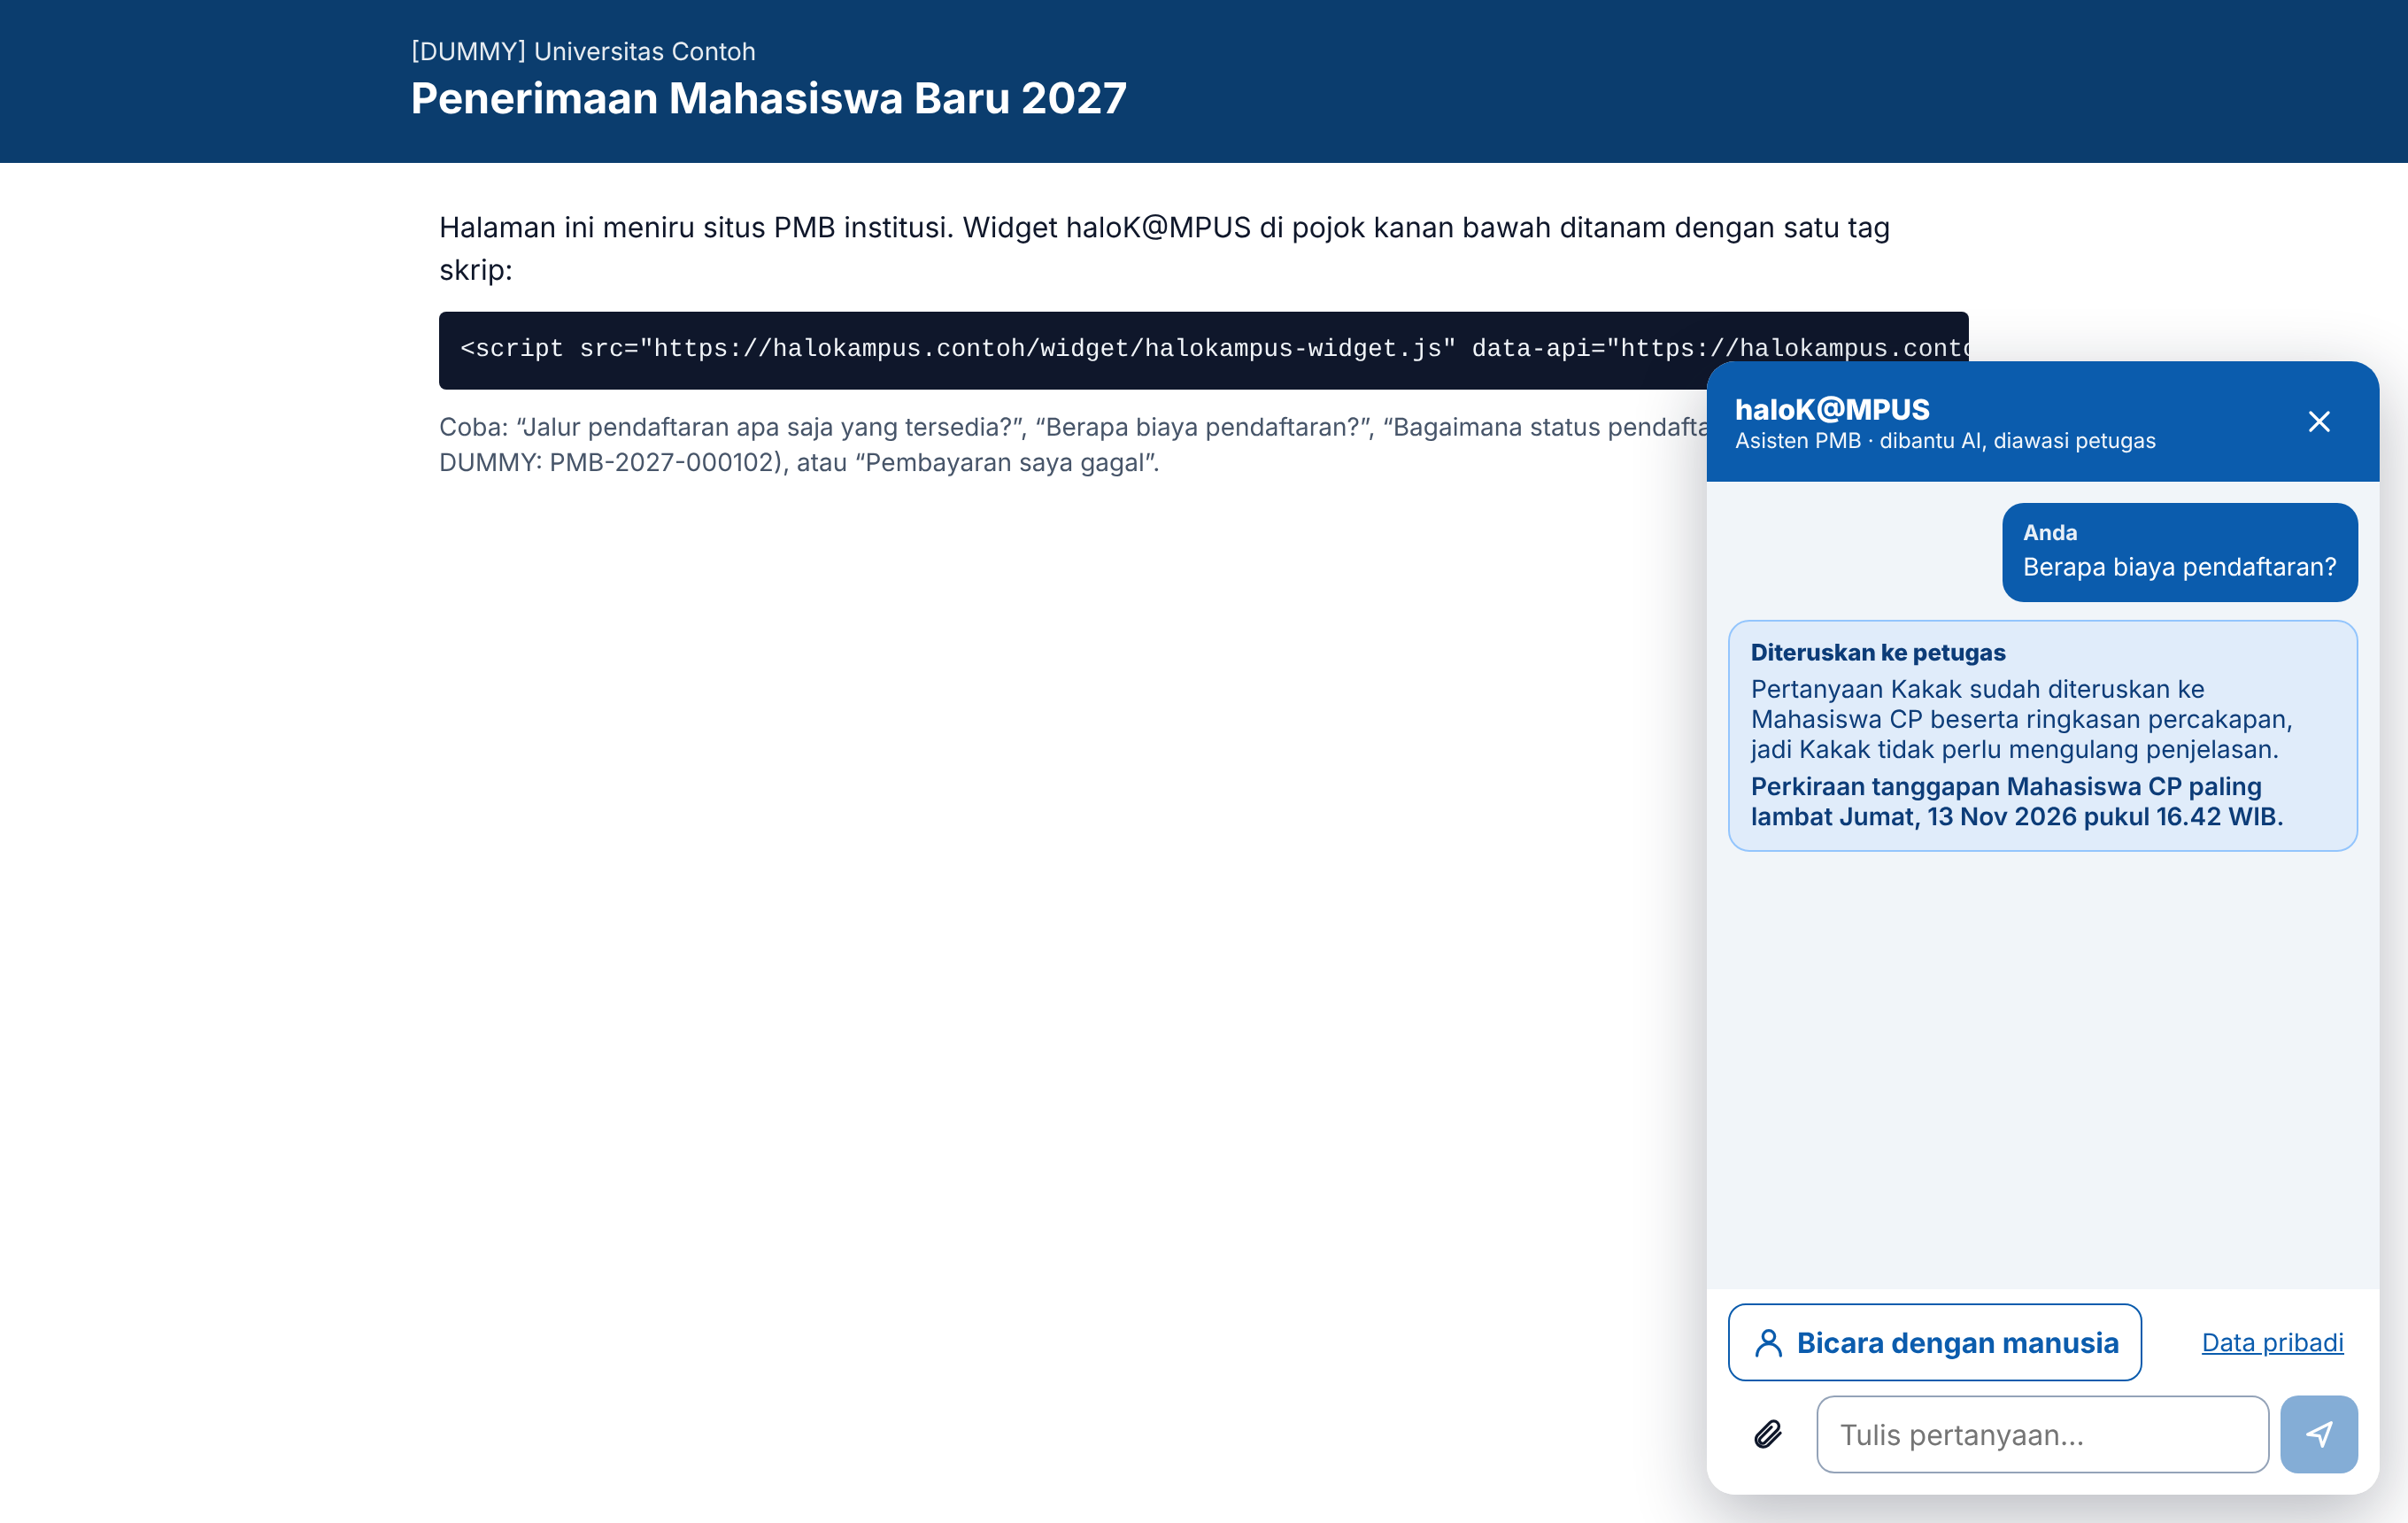 [DUMMY] Universitas Contoh
Penerimaan Mahasiswa Baru 2027
Halaman ini meniru situs PMB institusi. Widget haloK@MPUS di pojok kanan bawah ditanam dengan satu tag
skrip:
<script src="https://halokampus.contoh/widget/halokampus-widget.js" data-api="https://halokampus.conto
Coba: “Jalur pendaftaran apa saja yang tersedia?”, “Berapa biaya pendaftaran?”, “Bagaimana status pendafta
DUMMY: PMB-2027-000102), atau “Pembayaran saya gagal”.
haloK@MPUS
Asisten PMB · dibantu AI, diawasi petugas
Anda
Berapa biaya pendaftaran?
Diteruskan ke petugas
Pertanyaan Kakak sudah diteruskan ke
Mahasiswa CP beserta ringkasan percakapan,
jadi Kakak tidak perlu mengulang penjelasan.
Perkiraan tanggapan Mahasiswa CP paling
lambat Jumat, 13 Nov 2026 pukul 16.42 WIB.
Bicara dengan manusia
Data pribadi
Tulis pertanyaan...